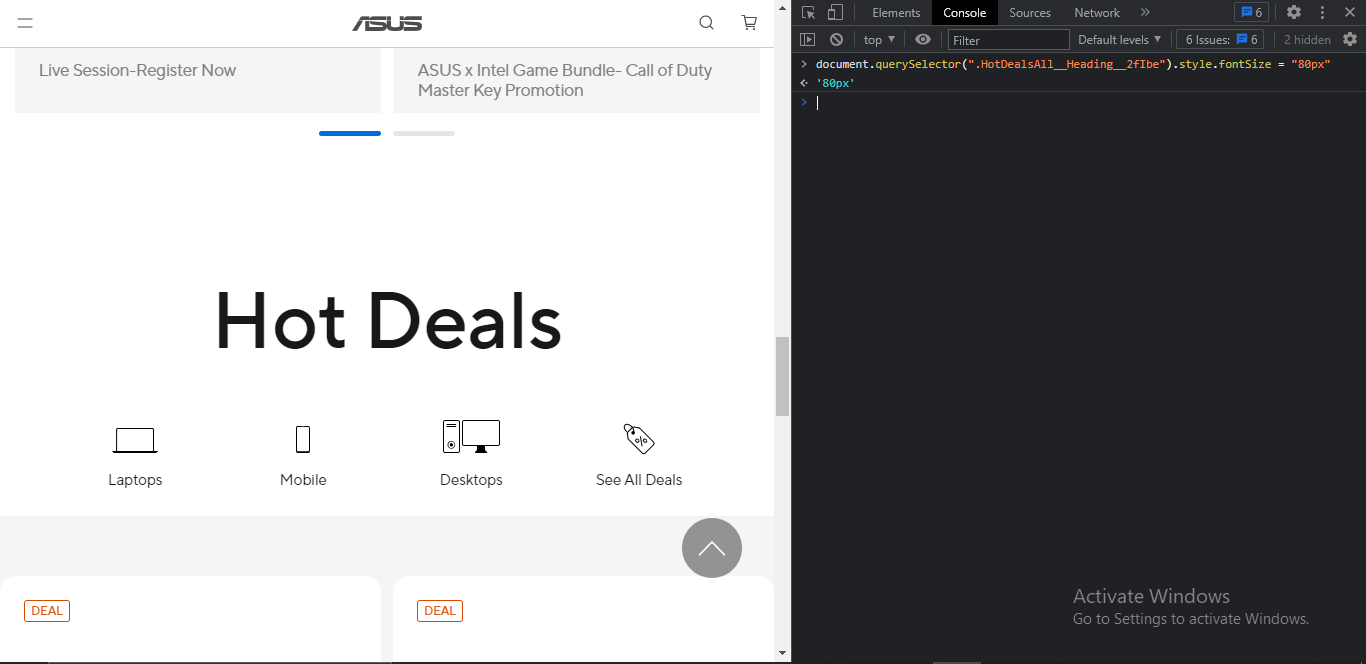 ASUS
Live Session-Register Now
ASUS x Intel Game Bundle- Call of Duty
Master Key Promotion
Hot Deals
Laptops
Mobile
Desktops
See All Deals
DEAL
DEAL
Elements Console Sources Network » 6
top ▼ Filter Default levels ▼ 6 Issues: 6 2 hidden
document.querySelector(".HotDealsAll__Heading__2fIbe").style.fontSize = "80px"
'80px'
Activate Windows
Go to Settings to activate Windows.